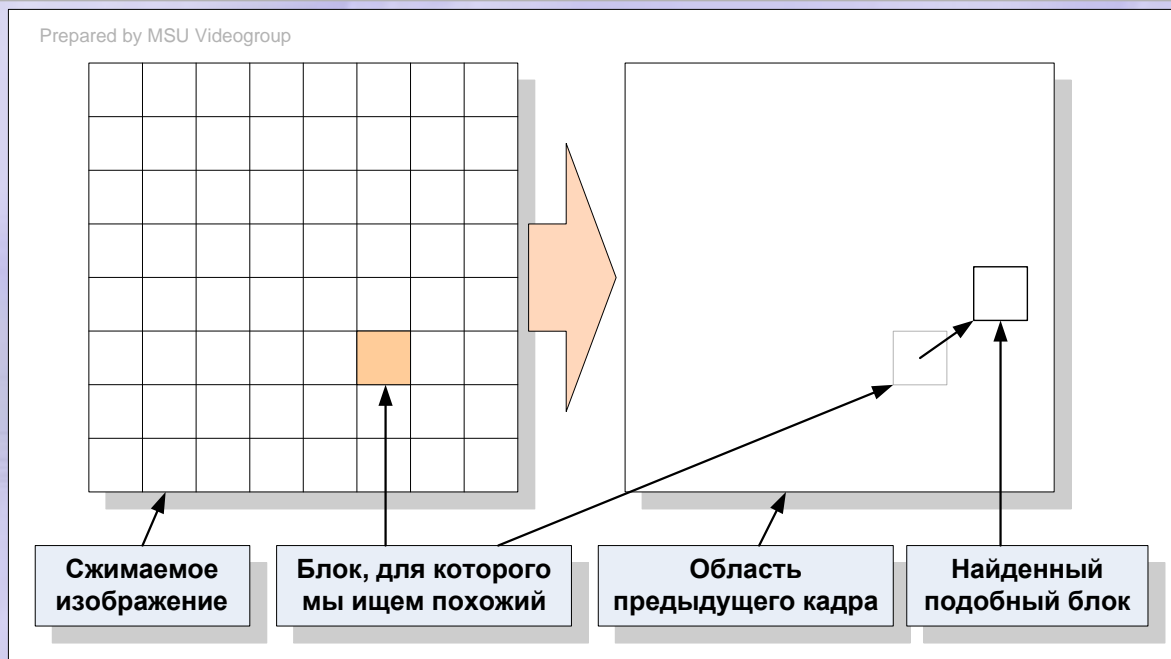 Prepared by MSU Videogroup
Сжимаемое
изображение
Блок, для которого
мы ищем похожий
Область
предыдущего кадра
Найденный
подобный блок